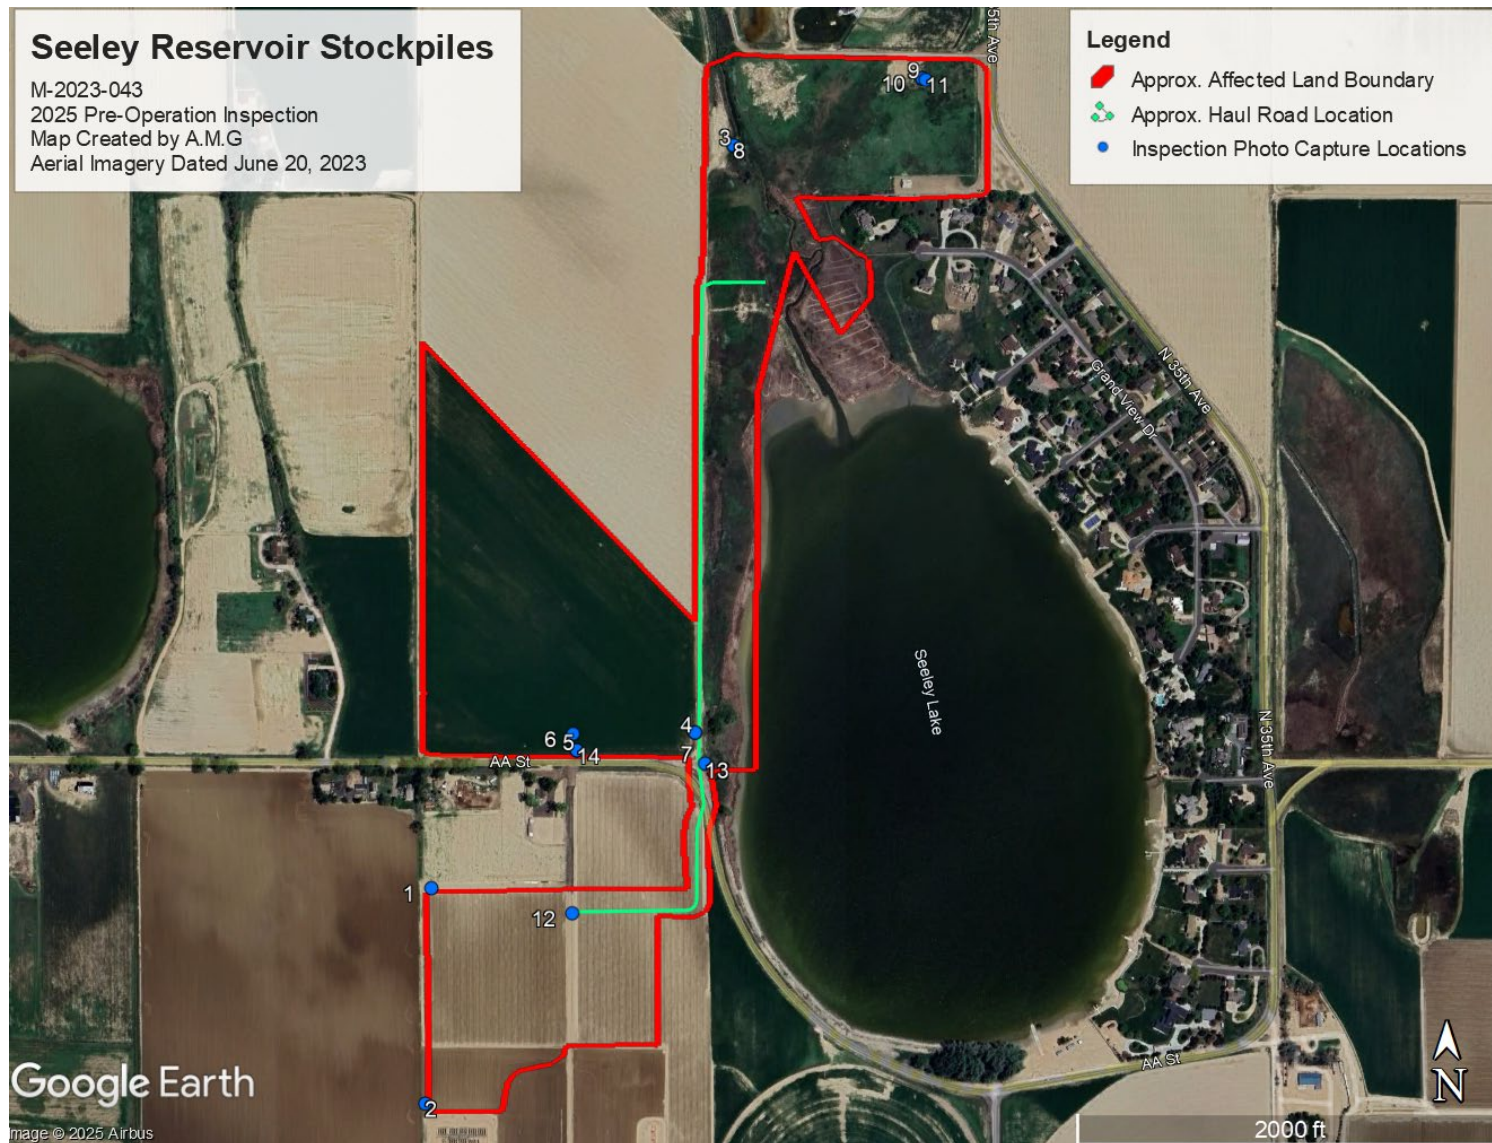 Seeley Reservoir Stockpiles
M-2023-043
2025 Pre-Operation Inspection
Map Created by A.M.G
Aerial Imagery Dated June 20, 2023
Legend
Approx. Affected Land Boundary
Approx. Haul Road Location
Inspection Photo Capture Locations
35th Ave
9
10
11
3
8
N 35th Ave
Grand View Dr
Seeley Lake
4
6
5
14
7
13
AA St
N 35th Ave
1
12
2
AA St
Google Earth
Image © 2025 Airbus
N
2000 ft